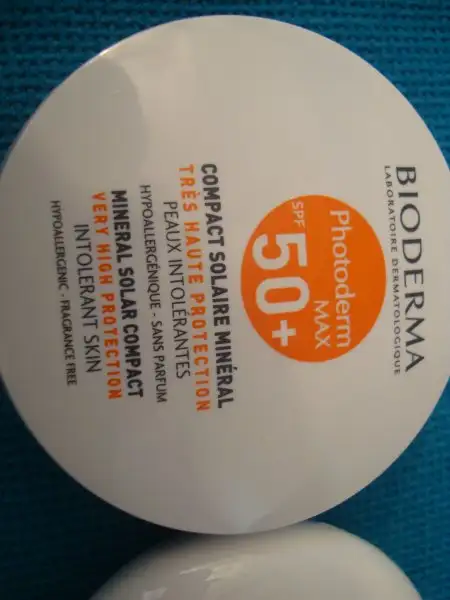 BIODERMA
LABORATOIRE DERMATOLOGIQUE
Photoderm
MAX
SPF
50+
COMPACT SOLAIRE MINÉRAL
TRÈS HAUTE PROTECTION
PEAUX INTOLÉRANTES
HYPOALLERGÉNIQUE - SANS PARFUM
MINERAL SOLAR COMPACT
VERY HIGH PROTECTION
INTOLERANT SKIN
HYPOALLERGENIC - FRAGRANCE FREE